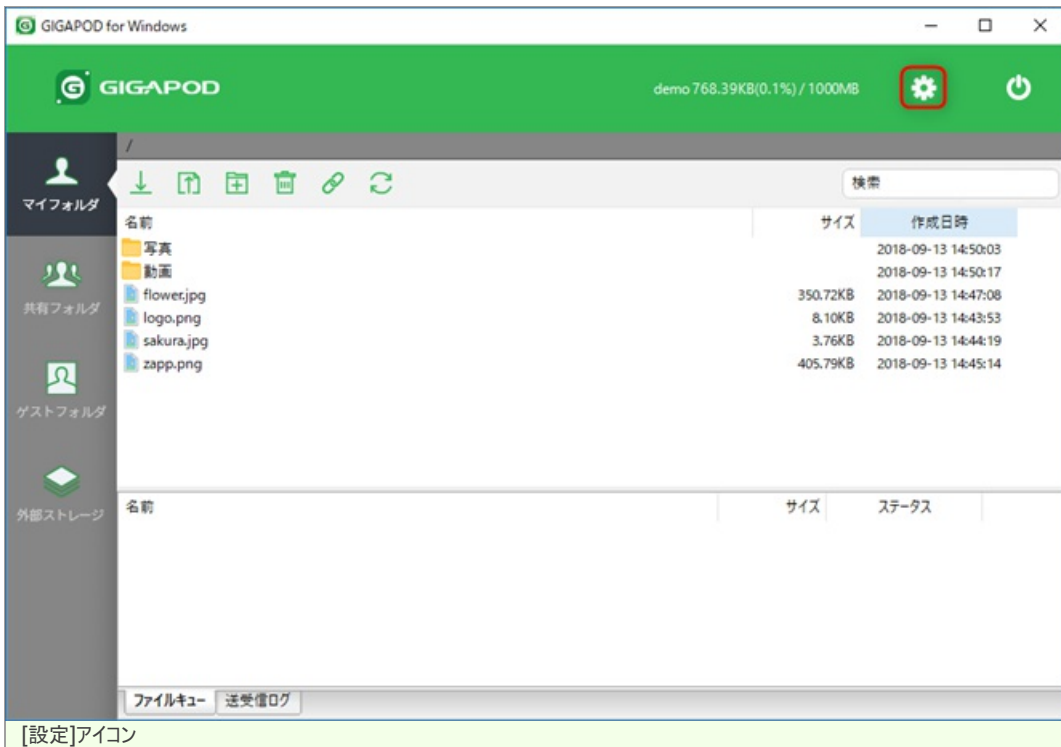 GIGAPOD for Windows
GIGAPOD
demo 768.39KB(0.1%) / 1000MB
/
マイフォルダ
検索
名前 サイズ 作成日時
写真 2018-09-13 14:50:03
動画 2018-09-13 14:50:17
flower.jpg 350.72KB 2018-09-13 14:47:08
logo.png 8.10KB 2018-09-13 14:43:53
sakura.jpg 3.76KB 2018-09-13 14:44:19
zapp.png 405.79KB 2018-09-13 14:45:14
共有フォルダ
ゲストフォルダ
外部ストレージ
名前 サイズ ステータス
ファイルキュー 送受信ログ
[設定]アイコン